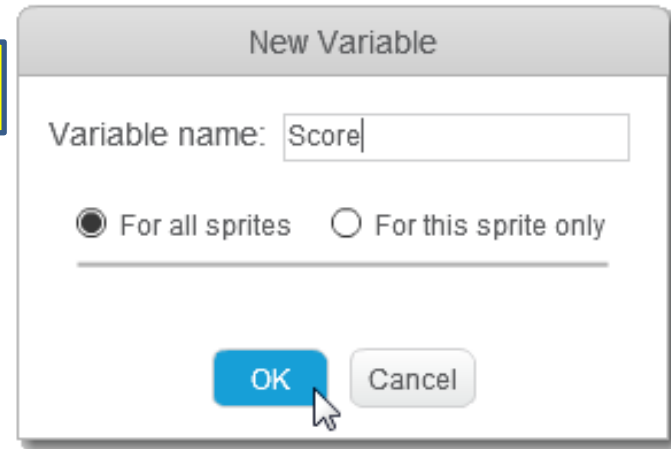 New Variable
Variable name: Score
For all sprites For this sprite only
OK Cancel